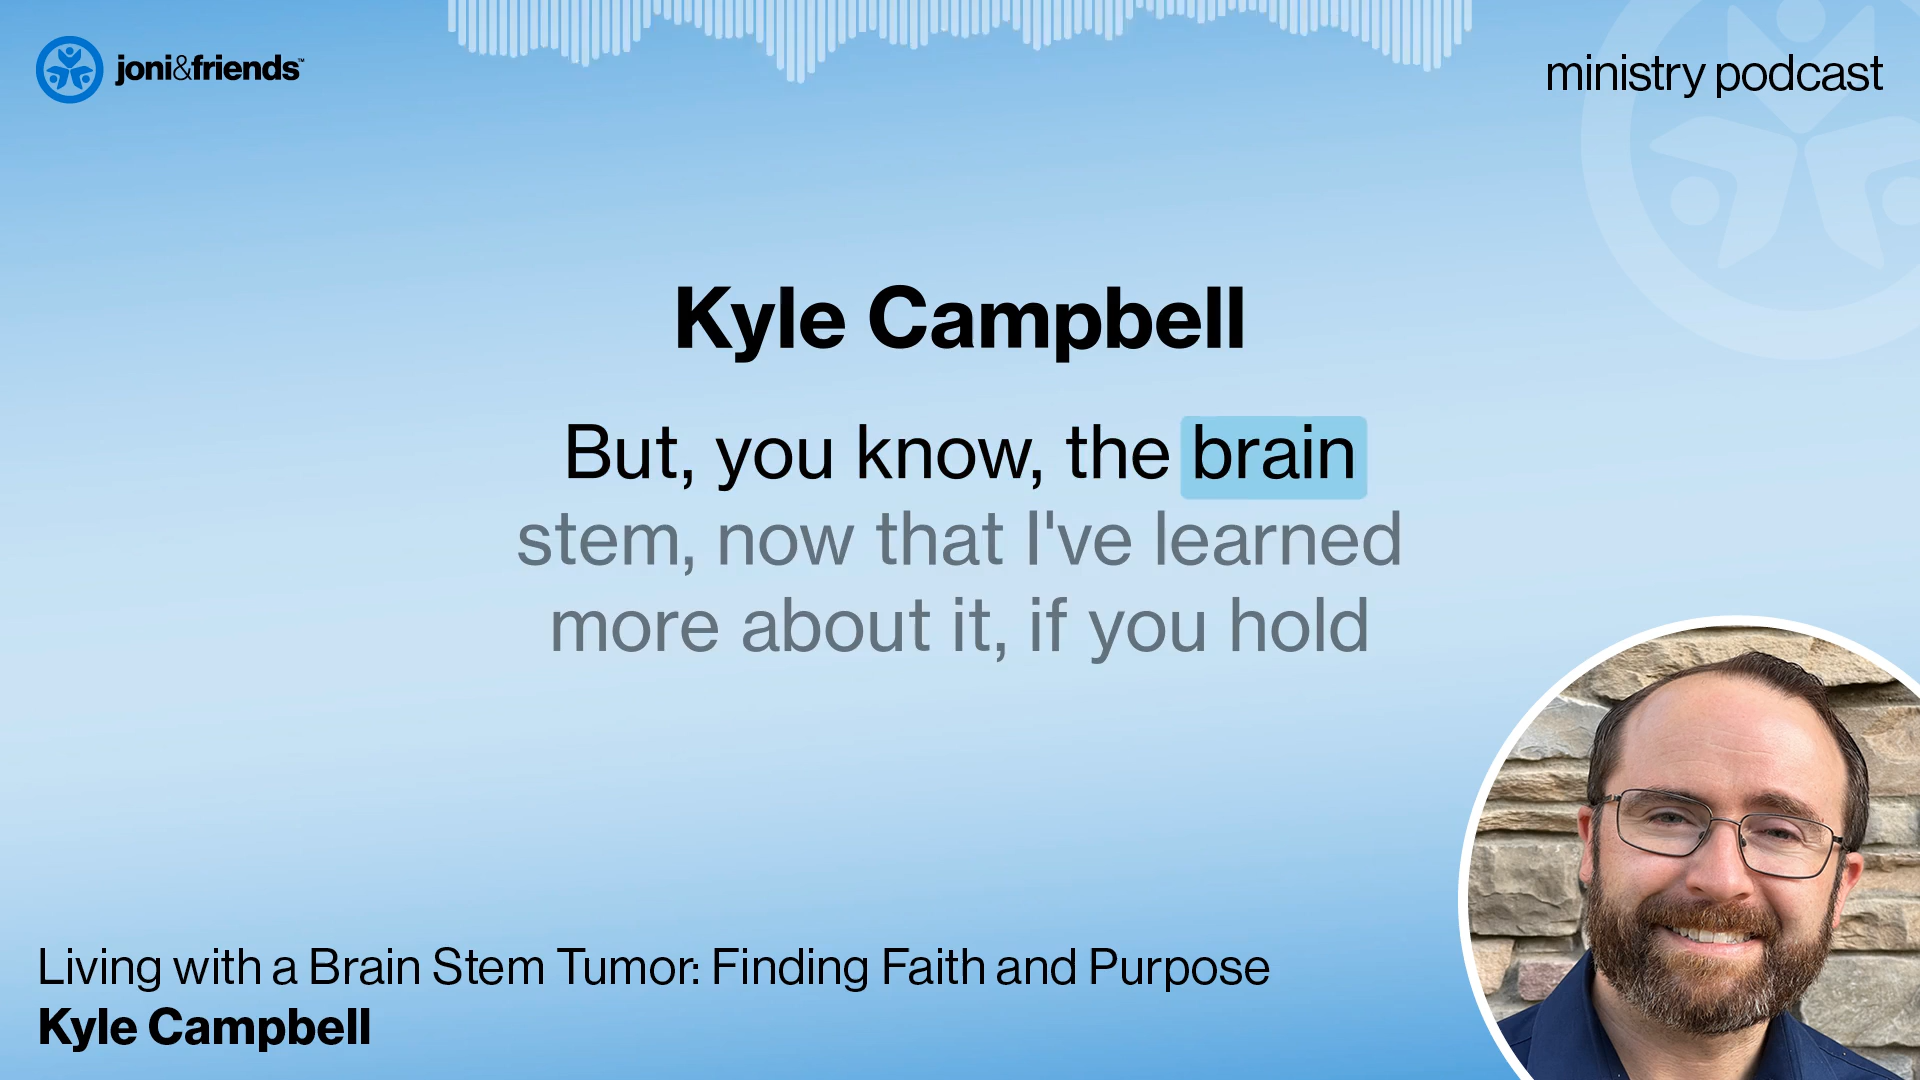 joni&friends™
ministry podcast
Kyle Campbell
But, you know, the brain
stem, now that I've learned
more about it, if you hold
Living with a Brain Stem Tumor: Finding Faith and Purpose
Kyle Campbell